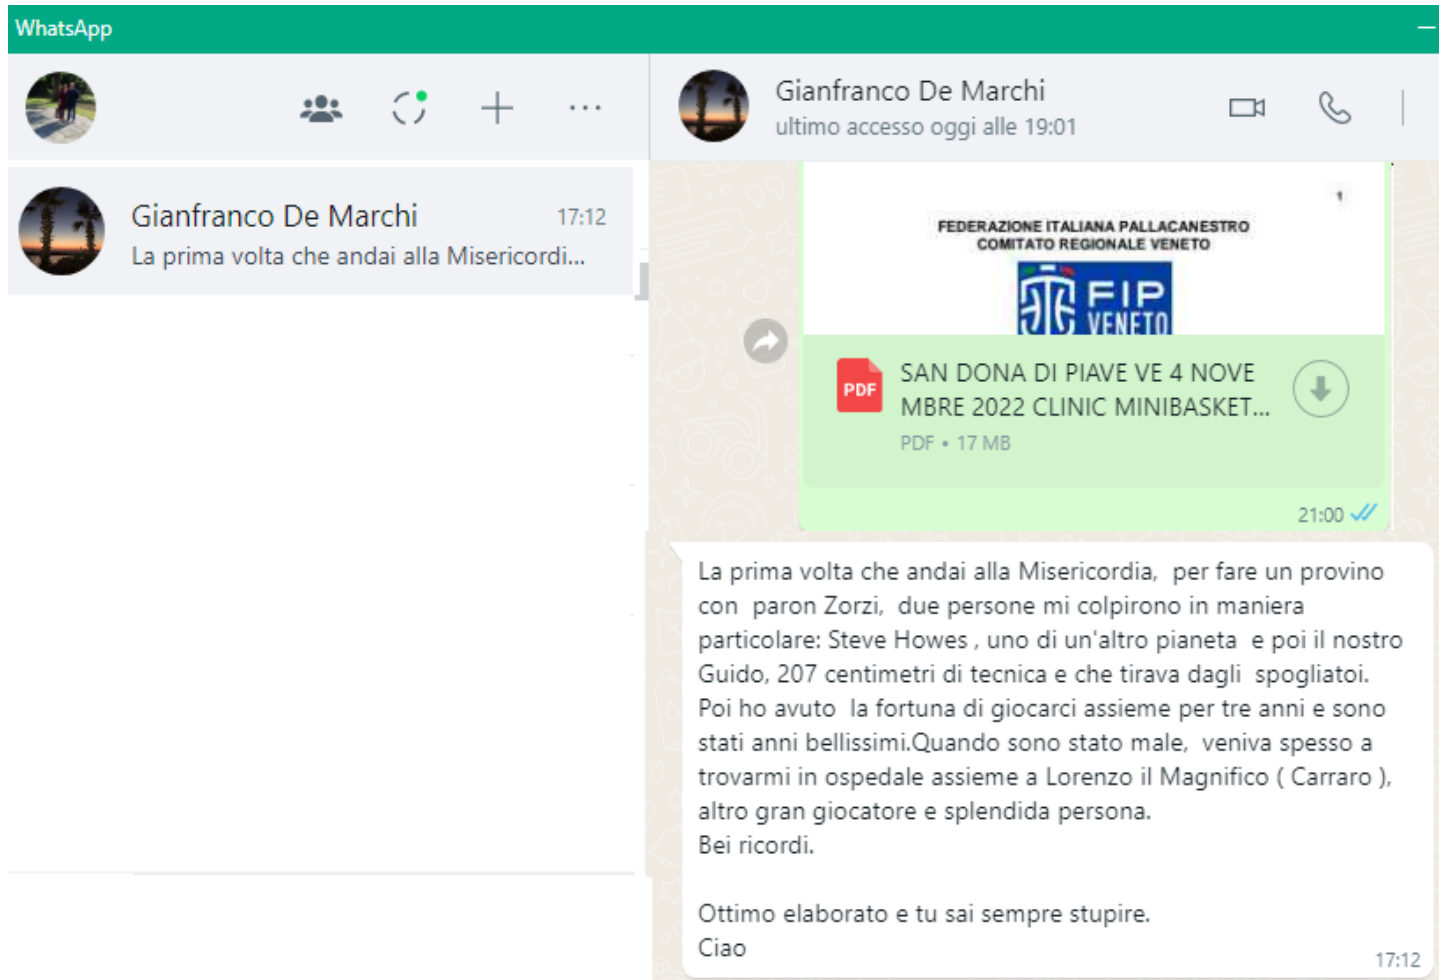 WhatsApp
Gianfranco De Marchi
ultimo accesso oggi alle 19:01
Gianfranco De Marchi 17:12
La prima volta che andai alla Misericordi...
FEDERAZIONE ITALIANA PALLACANESTRO
COMITATO REGIONALE VENETO
FIP
VENETO
PDF
SAN DONA DI PIAVE VE 4 NOVE
MBRE 2022 CLINIC MINIBASKET...
PDF • 17 MB
21:00
La prima volta che andai alla Misericordia,  per fare un provino
con  paron Zorzi,  due persone mi colpirono in maniera
particolare: Steve Howes , uno di un'altro pianeta  e poi il nostro
Guido, 207 centimetri di tecnica e che tirava dagli  spogliatoi.
Poi ho avuto  la fortuna di giocarci assieme per tre anni e sono
stati anni bellissimi.Quando sono stato male,  veniva spesso a
trovarmi in ospedale assieme a Lorenzo il Magnifico ( Carraro ),
altro gran giocatore e splendida persona.
Bei ricordi.
Ottimo elaborato e tu sai sempre stupire.
Ciao
17:12